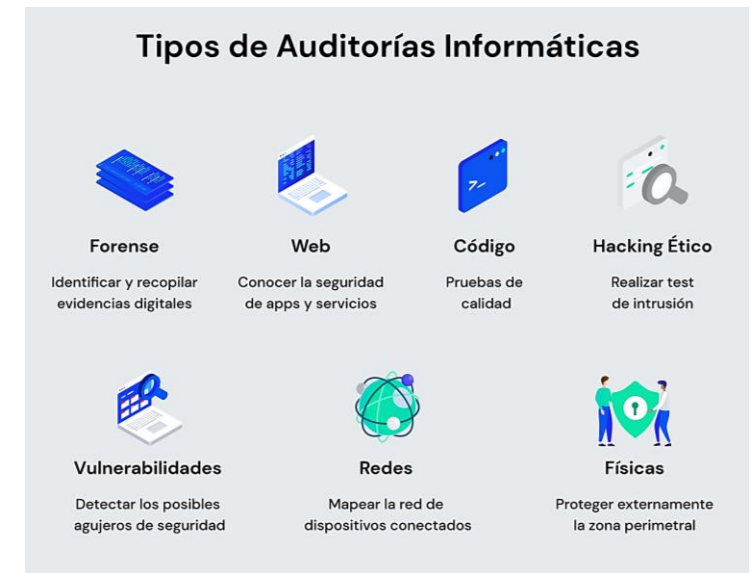 Tipos de Auditorías Informáticas
Forense
Identificar y recopilar
evidencias digitales
Web
Conocer la seguridad
de apps y servicios
Código
Pruebas de
calidad
Hacking Ético
Realizar test
de intrusión
Vulnerabilidades
Detectar los posibles
agujeros de seguridad
Redes
Mapear la red de
dispositivos conectados
Físicas
Proteger externamente
la zona perimetral